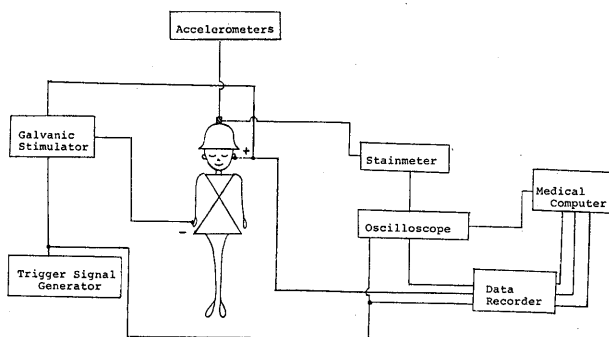 Accelerometers
Galvanic
Stimulator
+
Stainmeter
Medical
Computer
Oscilloscope
-
Trigger Signal
Generator
Data
Recorder